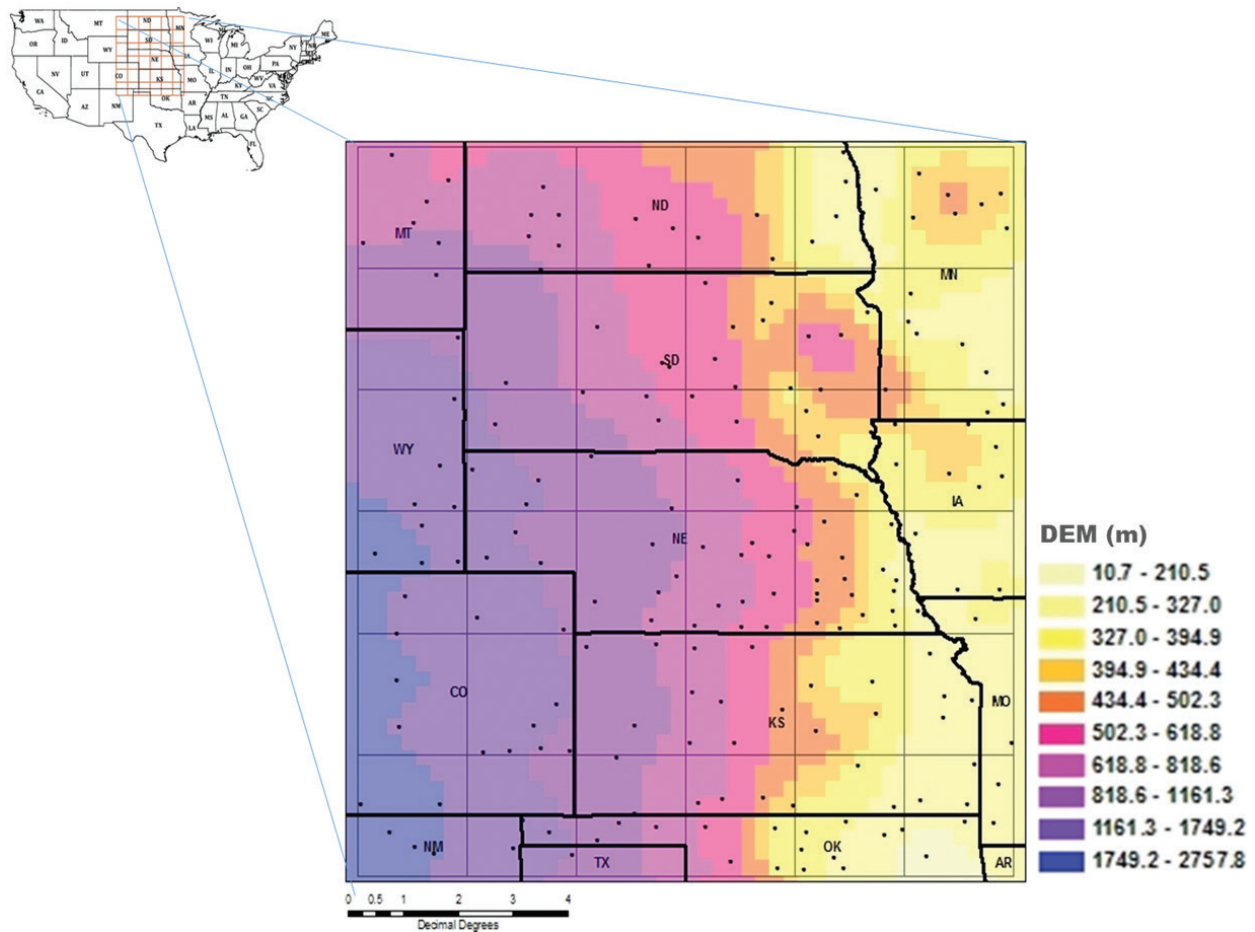 WA
MT
ND
MN
OR
ID
SD
WI
MI
NY
ME
WY
NE
IA
PA
NV
UT
CO
KS
MO
IL
IN
OH
WV
VA
CA
KY
AZ
NM
OK
AR
TN
NC
SC
TX
LA
MS
AL
GA
FL
ND
MT
MN
SD
WY
IA
NE
CO
KS
MO
NM
TX
OK
AR
DEM (m)
10.7 - 210.5
210.5 - 327.0
327.0 - 394.9
394.9 - 434.4
434.4 - 502.3
502.3 - 618.8
618.8 - 818.6
818.6 - 1161.3
1161.3 - 1749.2
1749.2 - 2757.8
0 0.5 1 2 3 4
Decimal Degrees